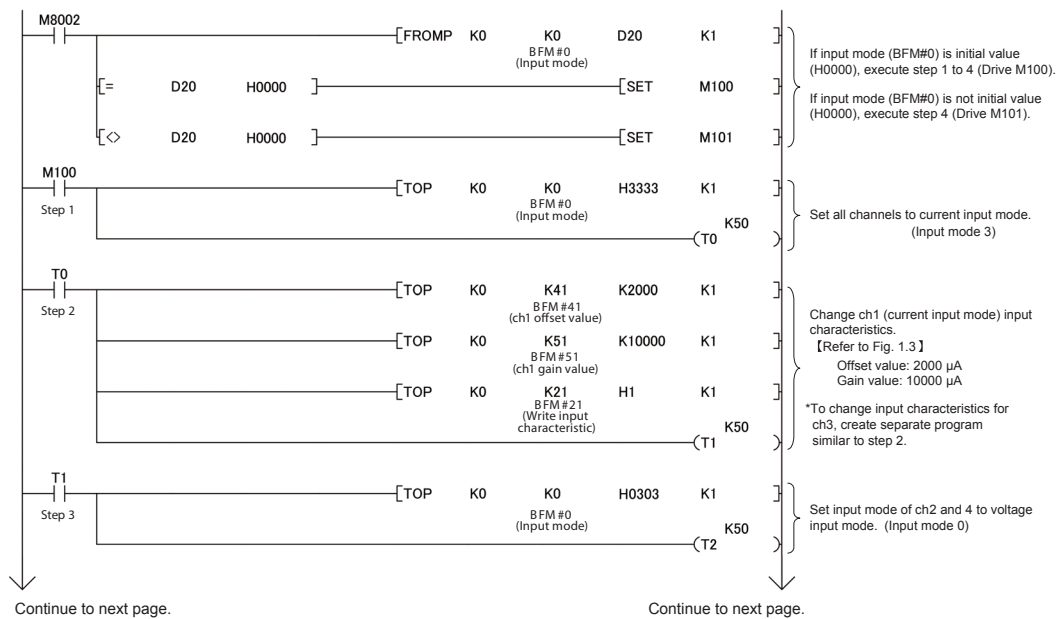 M8002
[FROMP K0 K0 D20 K1 ]
BFM#0
(Input mode)
[= D20 H0000 ] [SET M100 ]
[<> D20 H0000 ] [SET M101 ]
If input mode (BFM#0) is initial value
(H0000), execute step 1 to 4 (Drive M100).
If input mode (BFM#0) is not initial value
(H0000), execute step 4 (Drive M101).
M100
Step 1
[TOP K0 K0 H3333 K1 ]
BFM#0
(Input mode)
K50
(T0 )
Set all channels to current input mode.
(Input mode 3)
T0
Step 2
[TOP K0 K41 K2000 K1 ]
BFM#41
(ch1 offset value)
[TOP K0 K51 K10000 K1 ]
BFM#51
(ch1 gain value)
[TOP K0 K21 H1 K1 ]
BFM#21
(Write input
characteristic)
K50
(T1 )
Change ch1 (current input mode) input
characteristics.
【Refer to Fig. 1.3】
Offset value: 2000 μA
Gain value: 10000 μA
*To change input characteristics for
ch3, create separate program
similar to step 2.
T1
Step 3
[TOP K0 K0 H0303 K1 ]
BFM#0
(Input mode)
K50
(T2 )
Set input mode of ch2 and 4 to voltage
input mode. (Input mode 0)
Continue to next page.
Continue to next page.